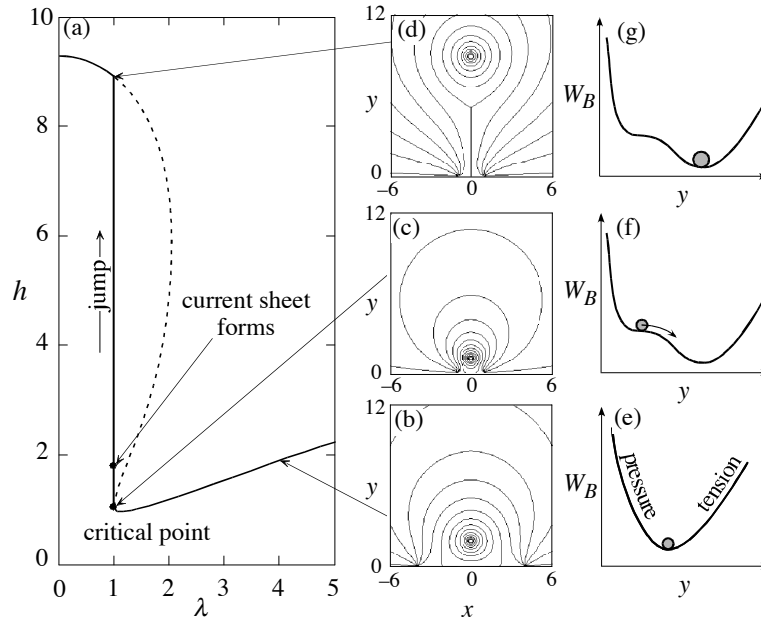 (a)
10
8
6
4
2
0
h
jump
current sheet
forms
critical point
0 1 2 3 4 5
λ
(d)
12
y
0
−6 0 6
(c)
12
y
0
−6 0 6
(b)
12
y
0
−6 0 6
x
(g)
W_B
y
(f)
W_B
y
(e)
W_B
pressure
tension
y